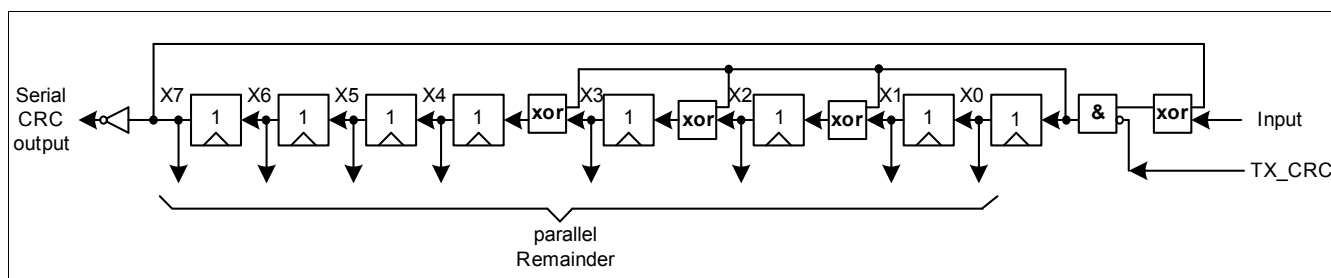 Serial
CRC
output
X7
1
X6
1
X5
1
X4
1
xor
X3
1
xor
X2
1
xor
X1
1
X0
1
&
xor
Input
TX_CRC
parallel
Remainder